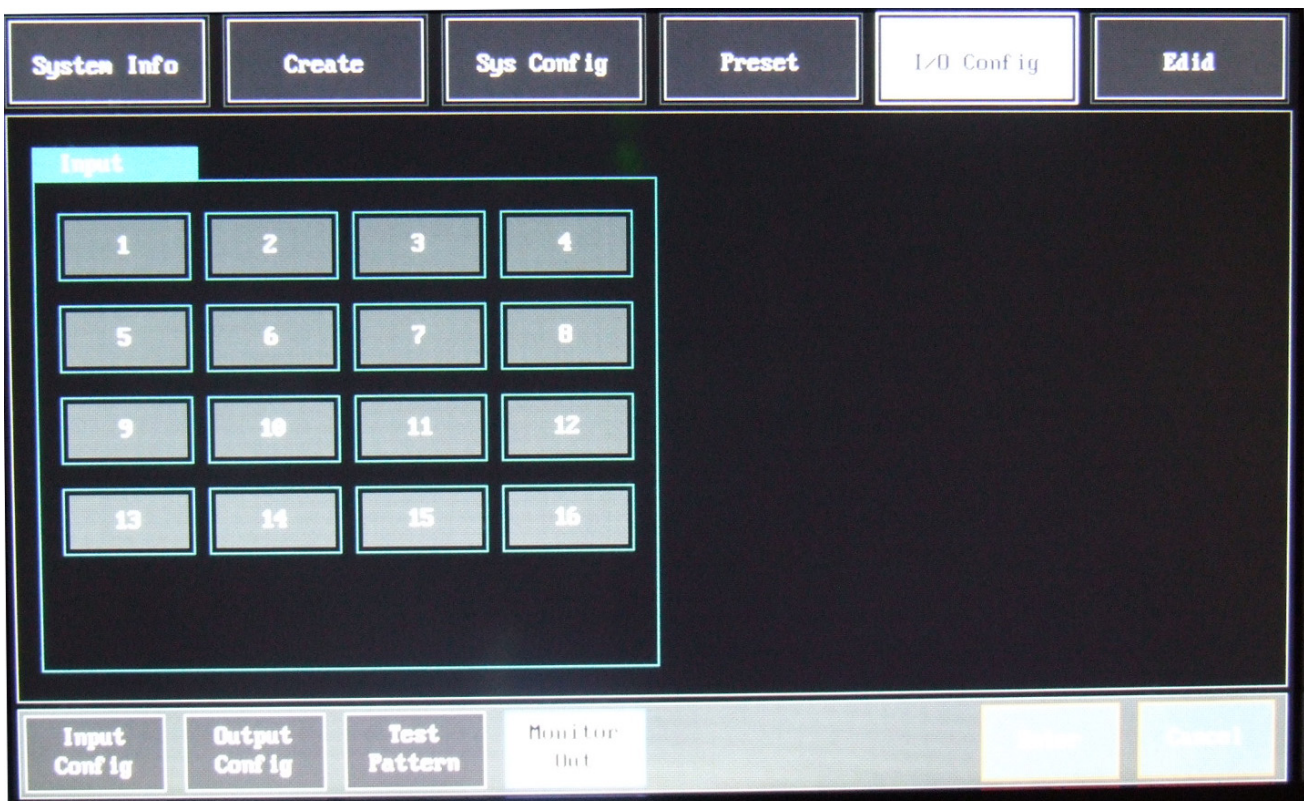 System Info
Create
Sys Config
Preset
I/O Config
Edid
Input
1
2
3
4
5
6
7
8
9
10
11
12
13
14
15
16
Input
Config
Output
Config
Test
Pattern
Monitor
Out
Cancel